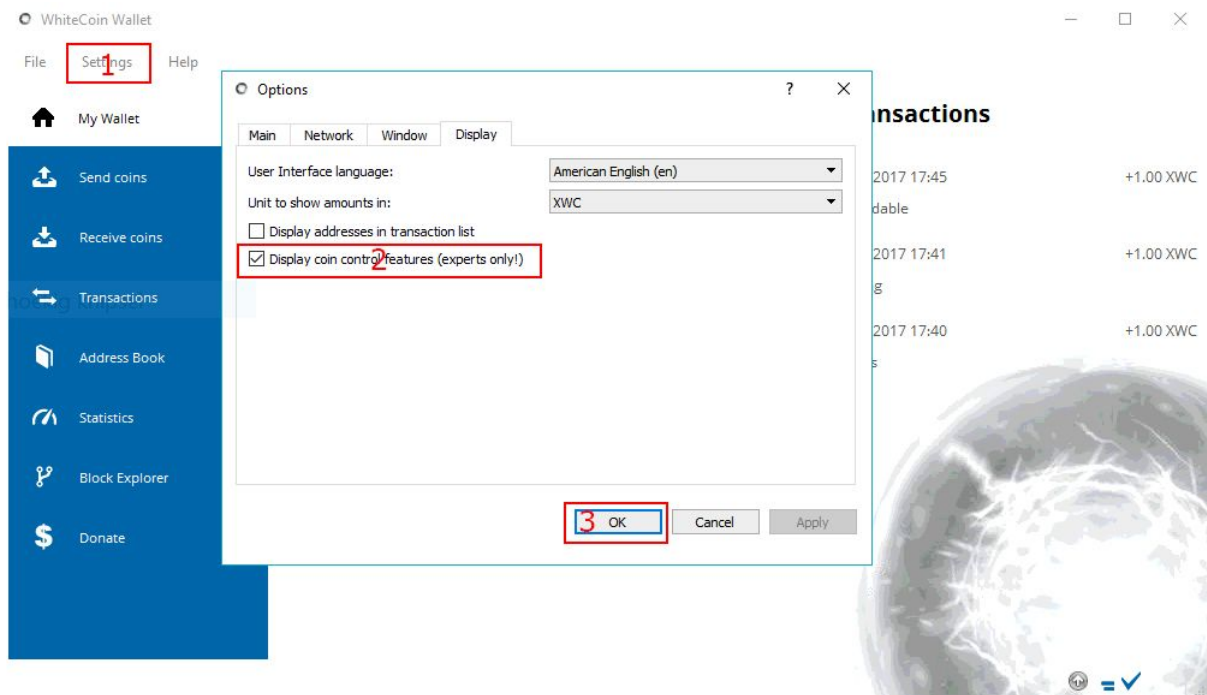 WhiteCoin Wallet
File Settings Help
1
Options ?
My Wallet
nsactions
Main Network Window Display
User Interface language: American English (en)
2017 17:45 +1.00 XWC
Send coins
Unit to show amounts in: XWC
dable
Display addresses in transaction list
Receive coins
Display coin control features (experts only!)
2
2017 17:41 +1.00 XWC
g
Transactions
2017 17:40 +1.00 XWC
s
Address Book
Statistics
Block Explorer
3 OK Cancel Apply
$ Donate